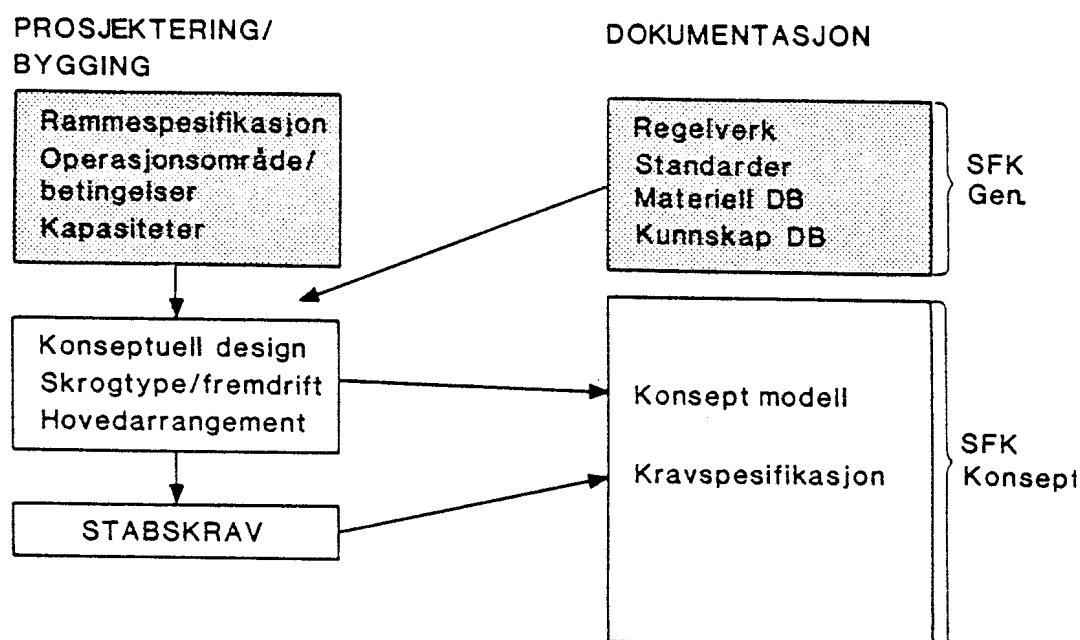 PROSJEKTERING/
BYGGING
Rammespesifikasjon
Operasjonsområde/
betingelser
Kapasiteter
Konseptuell design
Skrogtype/fremdrift
Hovedarrangement
STABSKRAV
DOKUMENTASJON
Regelverk
Standarder
Materiell DB
Kunnskap DB
SFK
Gen.
Konsept modell
Kravspesifikasjon
SFK
Konsept